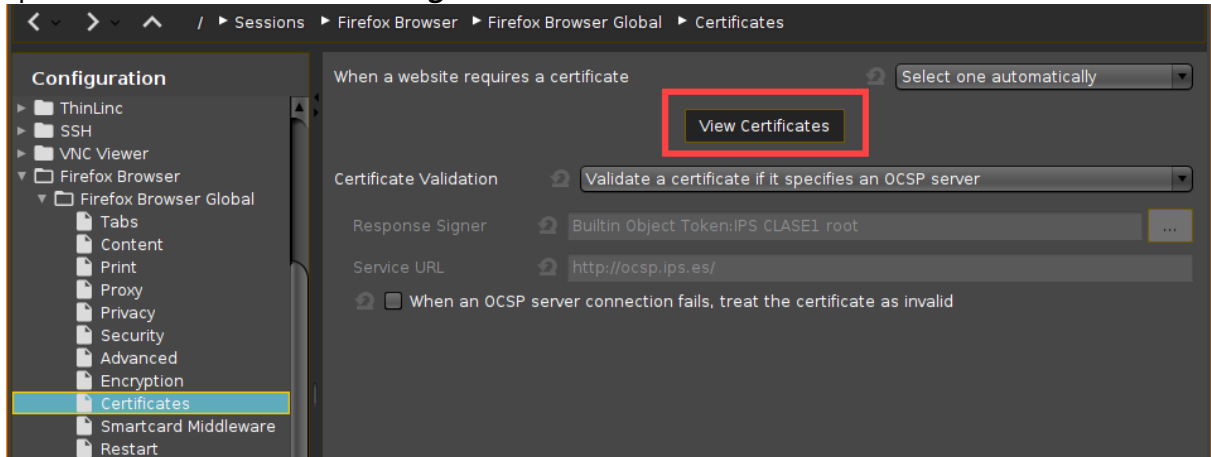 / ▸ Sessions ▸ Firefox Browser ▸ Firefox Browser Global ▸ Certificates
Configuration
ThinLinc
SSH
VNC Viewer
Firefox Browser
Firefox Browser Global
Tabs
Content
Print
Proxy
Privacy
Security
Advanced
Encryption
Certificates
Smartcard Middleware
Restart
When a website requires a certificate
Select one automatically
View Certificates
Certificate Validation
Validate a certificate if it specifies an OCSP server
Response Signer
Builtin Object Token:IPS CLASE1 root
...
Service URL
http://ocsp.ips.es/
When an OCSP server connection fails, treat the certificate as invalid